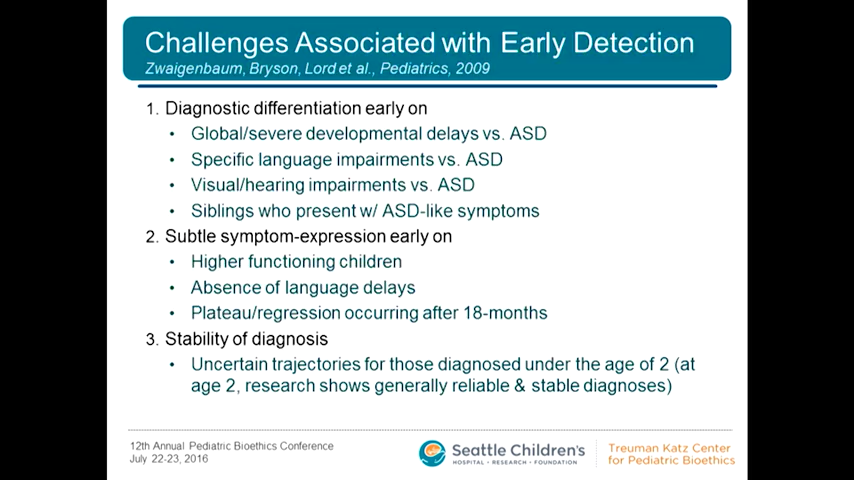 Challenges Associated with Early Detection
Zwaigenbaum, Bryson, Lord et al., Pediatrics, 2009
1. Diagnostic differentiation early on
• Global/severe developmental delays vs. ASD
• Specific language impairments vs. ASD
• Visual/hearing impairments vs. ASD
• Siblings who present w/ ASD-like symptoms
2. Subtle symptom-expression early on
• Higher functioning children
• Absence of language delays
• Plateau/regression occurring after 18-months
3. Stability of diagnosis
• Uncertain trajectories for those diagnosed under the age of 2 (at
age 2, research shows generally reliable & stable diagnoses)
12th Annual Pediatric Bioethics Conference
July 22-23, 2016
Seattle Children's
HOSPITAL • RESEARCH • FOUNDATION
Treuman Katz Center
for Pediatric Bioethics